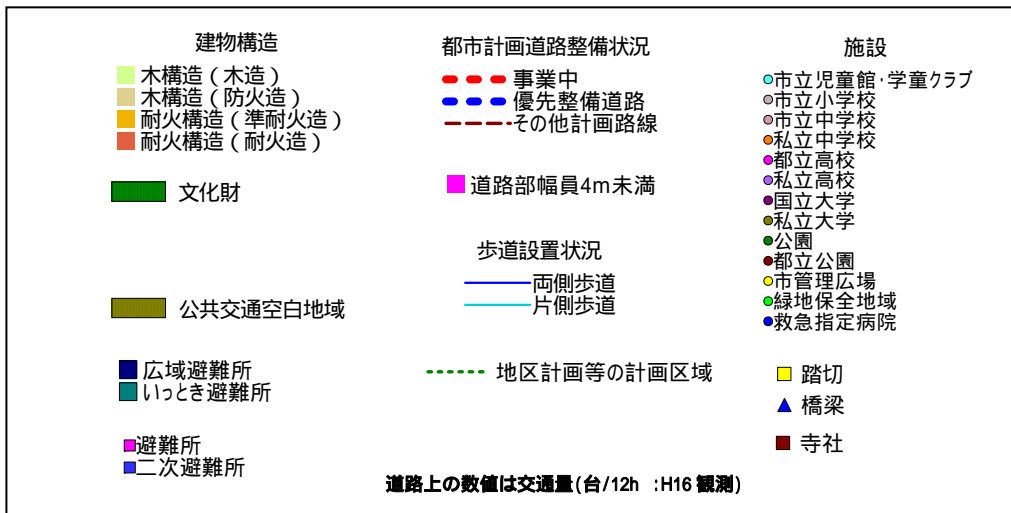 建物構造
木構造（木造）
木構造（防火造）
耐火構造（準耐火造）
耐火構造（耐火造）
文化財
公共交通空白地域
広域避難所
いっとき避難所
避難所
二次避難所
都市計画道路整備状況
事業中
優先整備道路
その他計画路線
道路部幅員4m未満
歩道設置状況
両側歩道
片側歩道
地区計画等の計画区域
施設
市立児童館・学童クラブ
市立小学校
市立中学校
私立中学校
都立高校
私立高校
国立大学
私立大学
公園
都立公園
市管理広場
緑地保全地域
救急指定病院
踏切
橋梁
寺社
道路上の数値は交通量(台/12h :H16 観測)